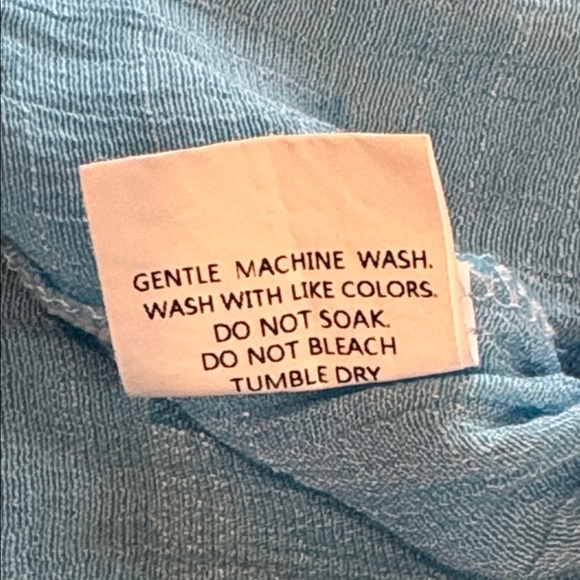 GENTLE MACHINE WASH.
WASH WITH LIKE COLORS.
DO NOT SOAK.
DO NOT BLEACH
TUMBLE DRY